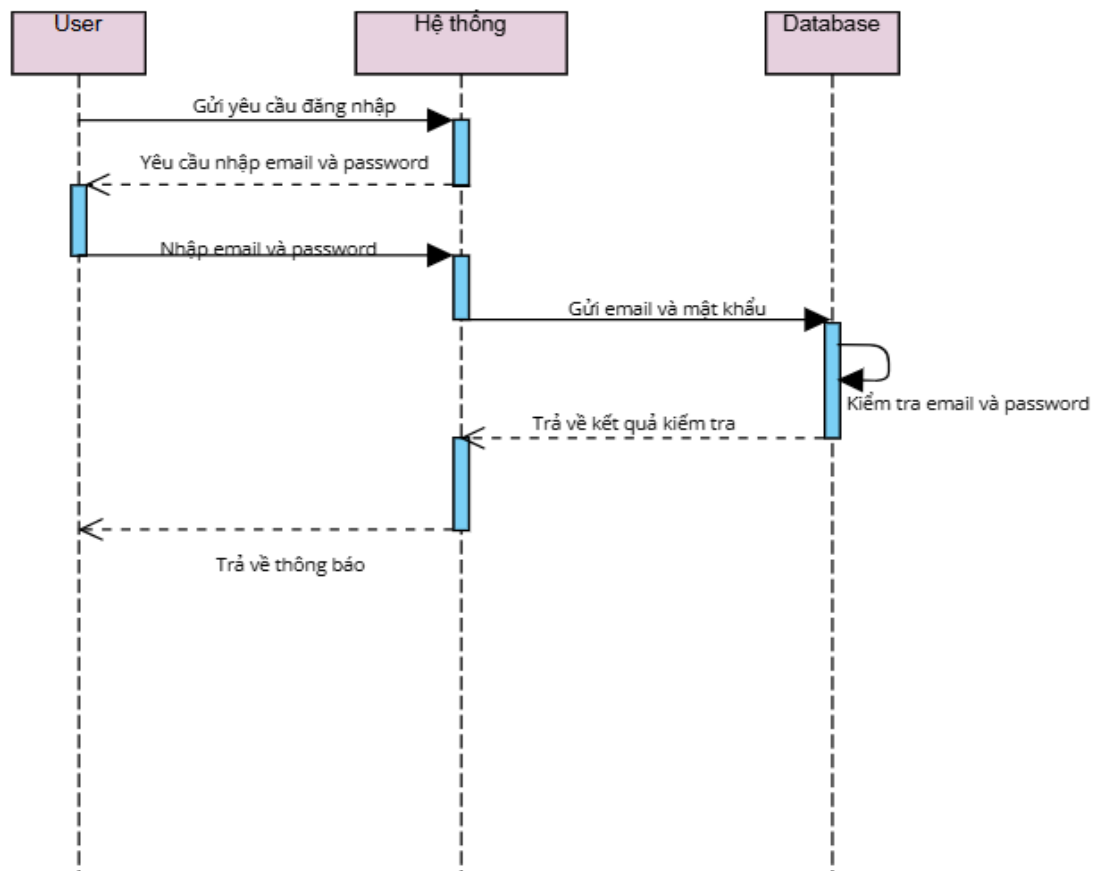 User
Hệ thống
Database
Gửi yêu cầu đăng nhập
Yêu cầu nhập email và password
Nhập email và password
Gửi email và mật khẩu
Kiểm tra email và password
Trả về kết quả kiểm tra
Trả về thông báo